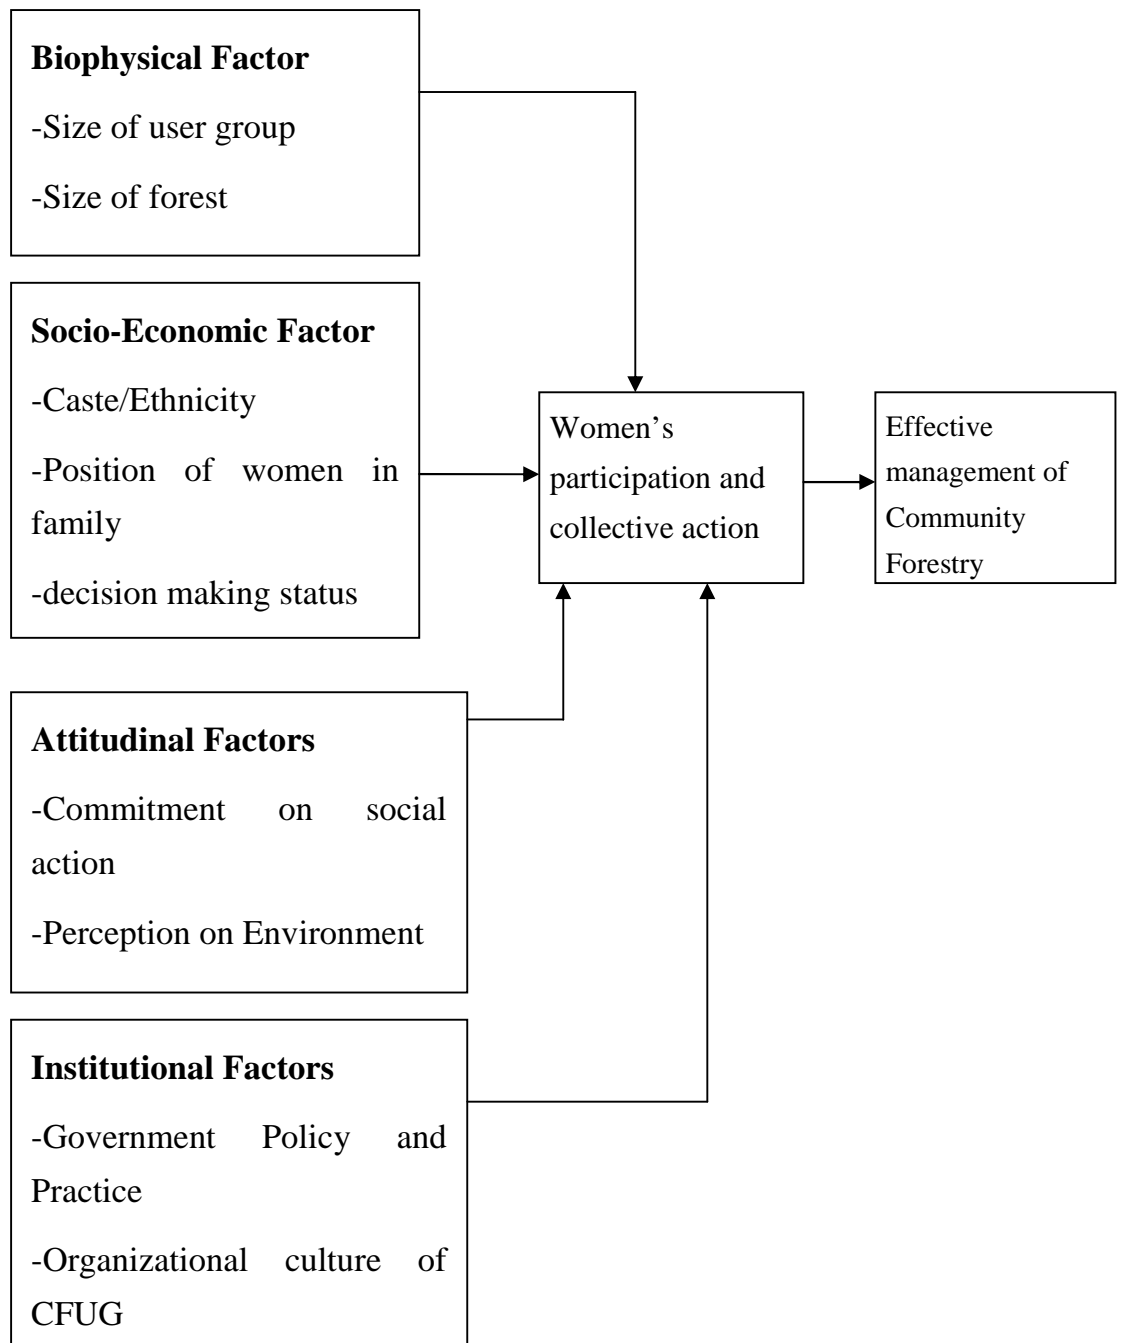 Biophysical Factor
-Size of user group
-Size of forest
Socio-Economic Factor
-Caste/Ethnicity
-Position of women in
family
-decision making status
Women’s
participation and
collective action
Effective
management of
Community
Forestry
Attitudinal Factors
-Commitment on social
action
-Perception on Environment
Institutional Factors
-Government Policy and
Practice
-Organizational culture of
CFUG